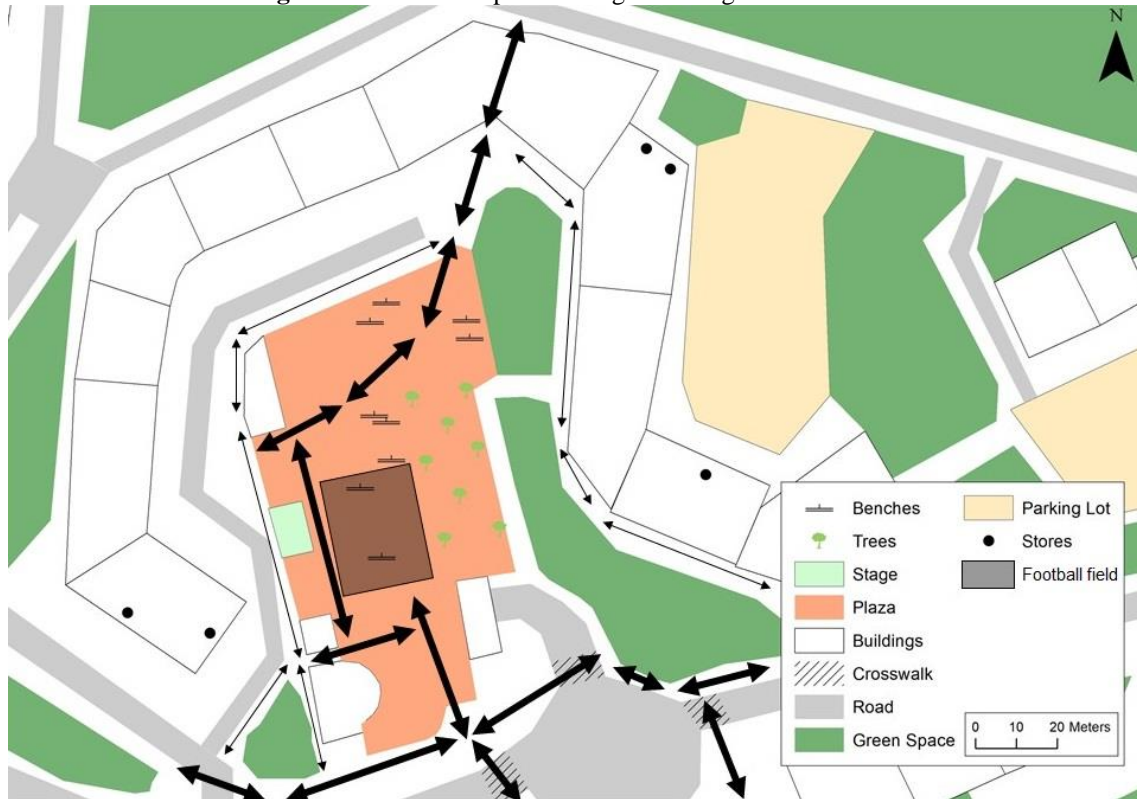 N
Benches
Parking Lot
Trees
Stores
Stage
Football field
Plaza
Buildings
Crosswalk
Road
0 10 20 Meters
Green Space